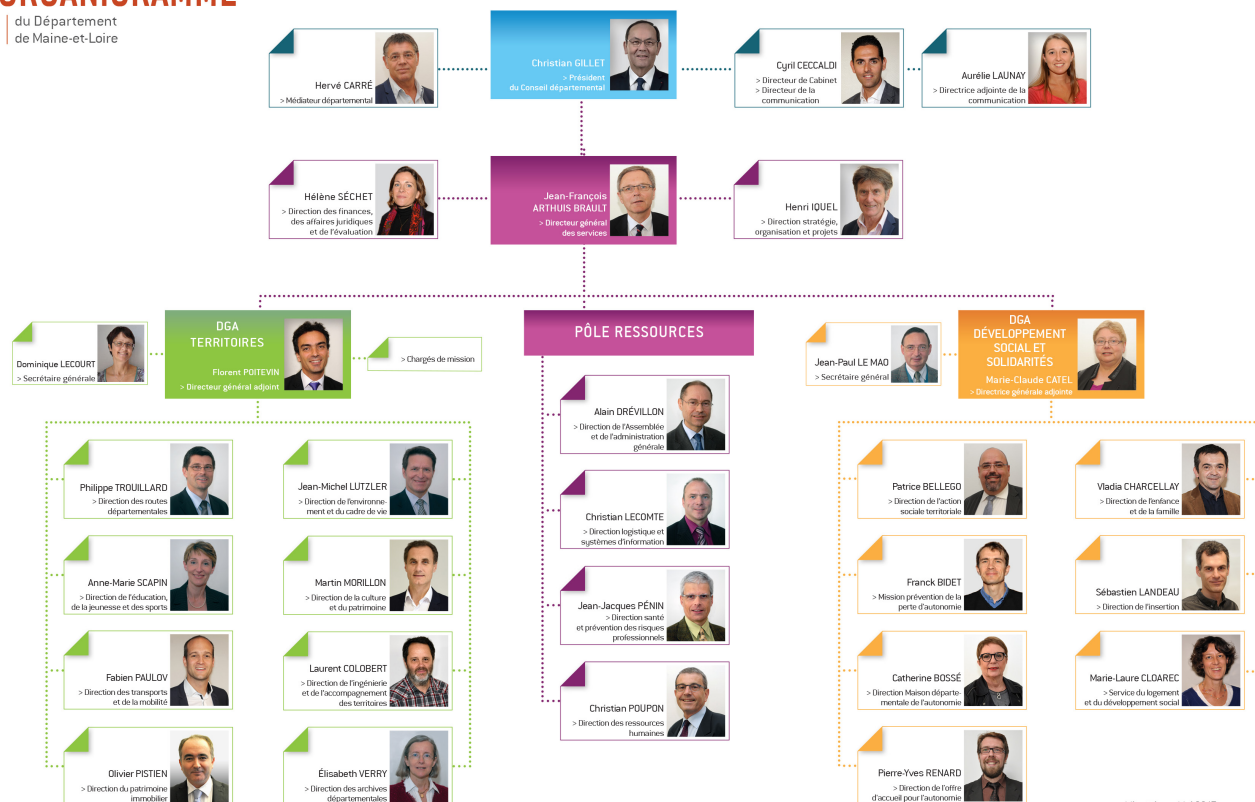 ORGANIGRAMME
du Département
de Maine-et-Loire
Hervé CARRÉ
> Médiateur départemental
Christian GILLET
> Président
du Conseil départemental
Cyril CECCALDI
> Directeur de Cabinet
> Directeur de la
communication
Aurélie LAUNAY
> Directrice adjointe de la
communication
Hélène SÉCHET
> Direction des finances,
des affaires juridiques
et de l'évaluation
Jean-François
ARTHUIS BRAULT
> Directeur général
des services
Henri IQUEL
> Direction stratégie,
organisation et projets
Dominique LECOURT
> Secrétaire générale
DGA
TERRITOIRES
Florent POITEVIN
> Directeur général adjoint
> Chargés de mission
PÔLE RESSOURCES
Jean-Paul LE MAO
> Secrétaire général
DGA
DÉVELOPPEMENT
SOCIAL ET
SOLIDARITÉS
Marie-Claude CATEL
> Directrice générale adjointe
Philippe TROUILLARD
> Direction des routes
départementales
Jean-Michel LUTZLER
> Direction de l'environne-
ment et du cadre de vie
Anne-Marie SCAPIN
> Direction de l'éducation,
de la jeunesse et des sports
Martin MORILLON
> Direction de la culture
et du patrimoine
Fabien PAULOV
> Direction des transports
et de la mobilité
Laurent COLOBERT
> Direction de l'ingénierie
et de l'accompagnement
des territoires
Olivier PISTIEN
> Direction du patrimoine
immobilier
Élisabeth VERRY
> Direction des archives
départementales
Alain DRÉVILLON
> Direction de l'Assemblée
et de l'administration
générale
Christian LECOMTE
> Direction logistique et
systèmes d'information
Jean-Jacques PÉNIN
> Direction santé
et prévention des risques
professionnels
Christian POUPON
> Direction des ressources
humaines
Patrice BELLEGO
> Direction de l'action
sociale territoriale
Vladia CHARCELLAY
> Direction de l'enfance
et de la famille
Franck BIDET
> Mission prévention de la
perte d'autonomie
Sébastien LANDEAU
> Direction de l'insertion
Catherine BOSSÉ
> Direction Maison départe-
mentale de l'autonomie
Marie-Laure CLOAREC
> Service du logement
et du développement social
Pierre-Yves RENARD
> Direction de l'offre
d'accueil pour l'autonomie